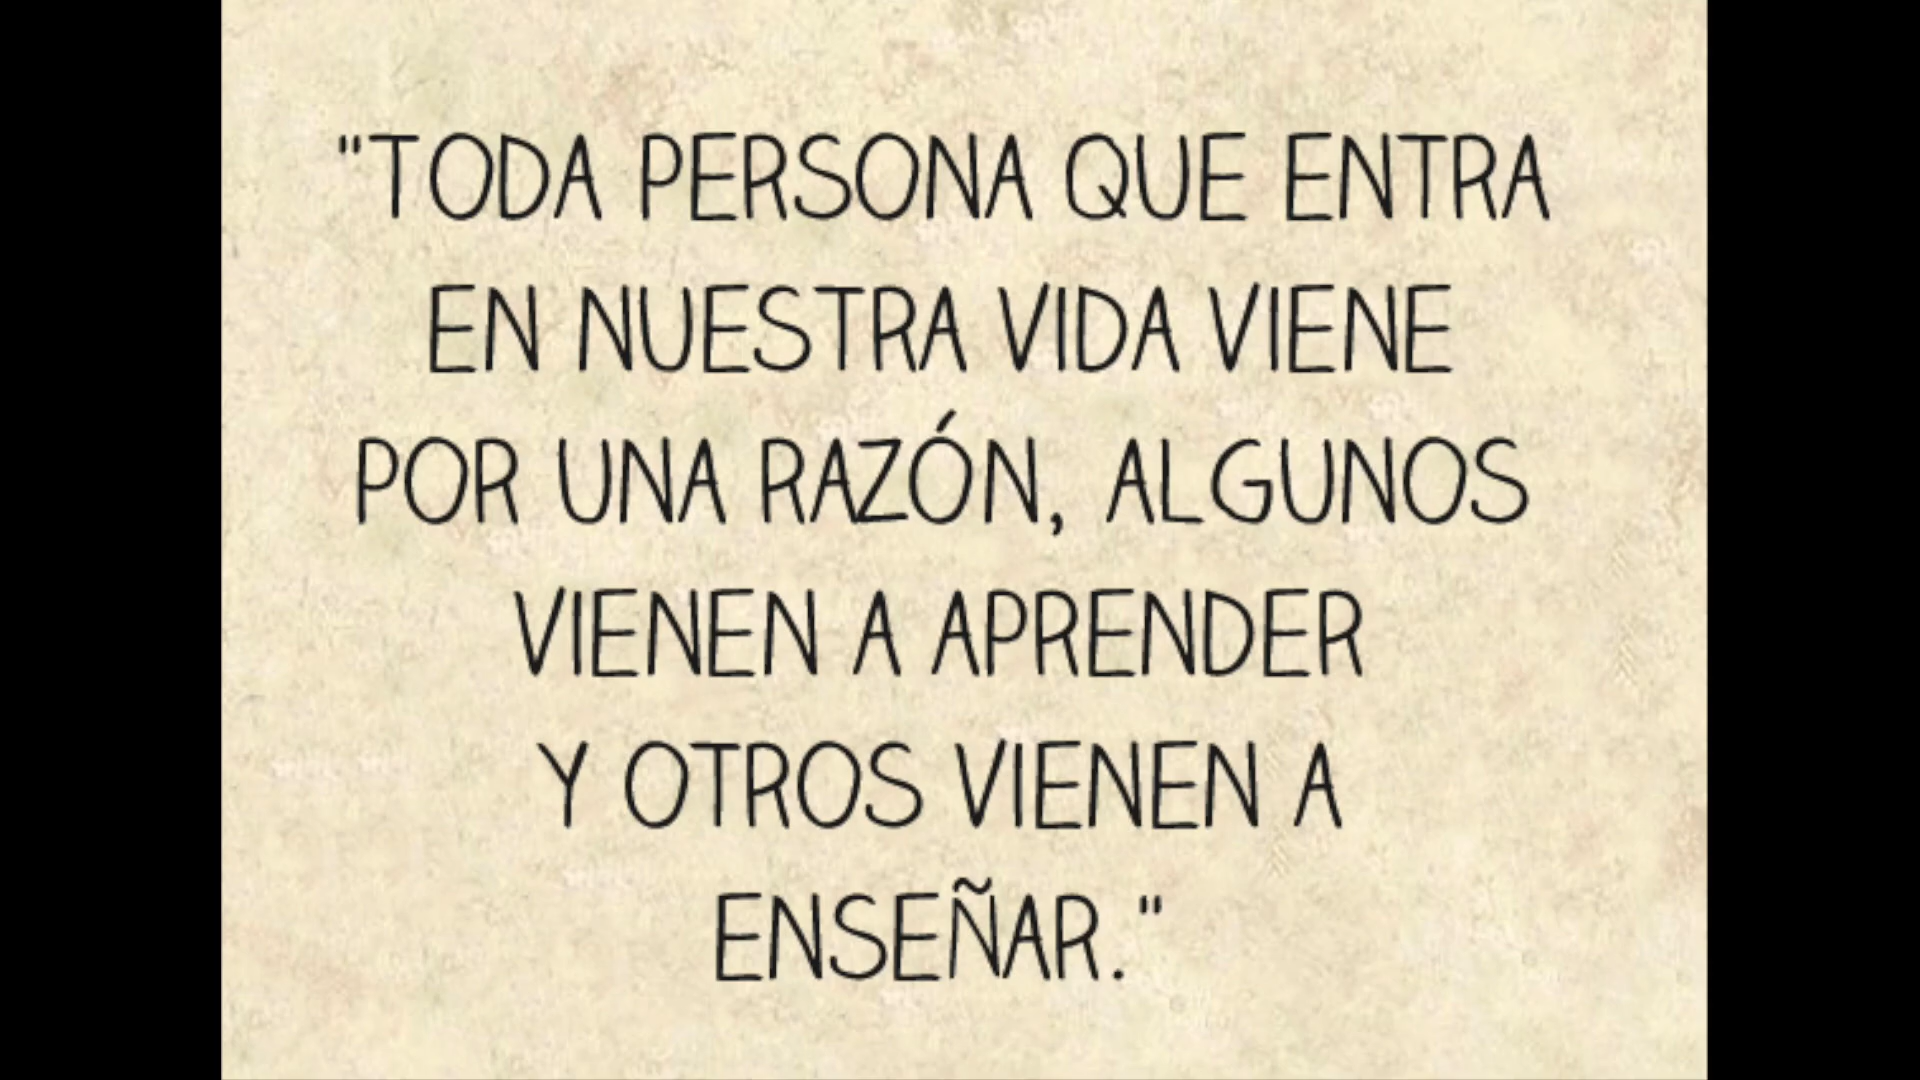 "TODA PERSONA QUE ENTRA
EN NUESTRA VIDA VIENE
POR UNA RAZÓN, ALGUNOS
VIENEN A APRENDER
Y OTROS VIENEN A
ENSEÑAR."